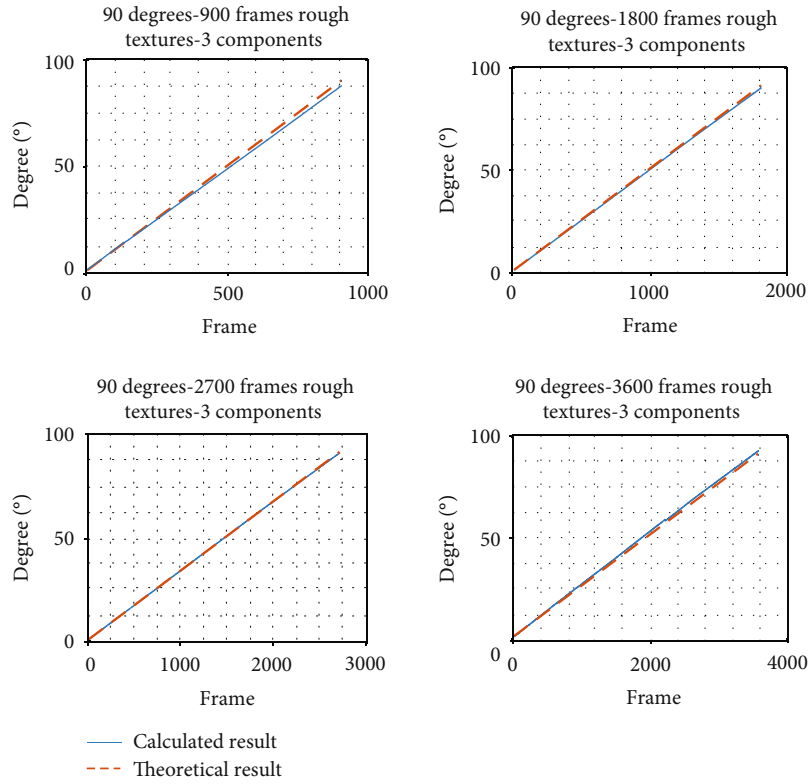 90 degrees-900 frames rough
textures-3 components
100
50
0
Degree (°)
0 500 1000
Frame
90 degrees-1800 frames rough
textures-3 components
100
50
0
Degree (°)
0 1000 2000
Frame
90 degrees-2700 frames rough
textures-3 components
100
50
0
Degree (°)
0 1000 2000 3000
Frame
90 degrees-3600 frames rough
textures-3 components
100
50
0
Degree (°)
0 2000 4000
Frame
Calculated result
Theoretical result